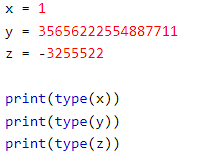 x = 1
y = 35656222554887711
z = -3255522
print(type(x))
print(type(y))
print(type(z))